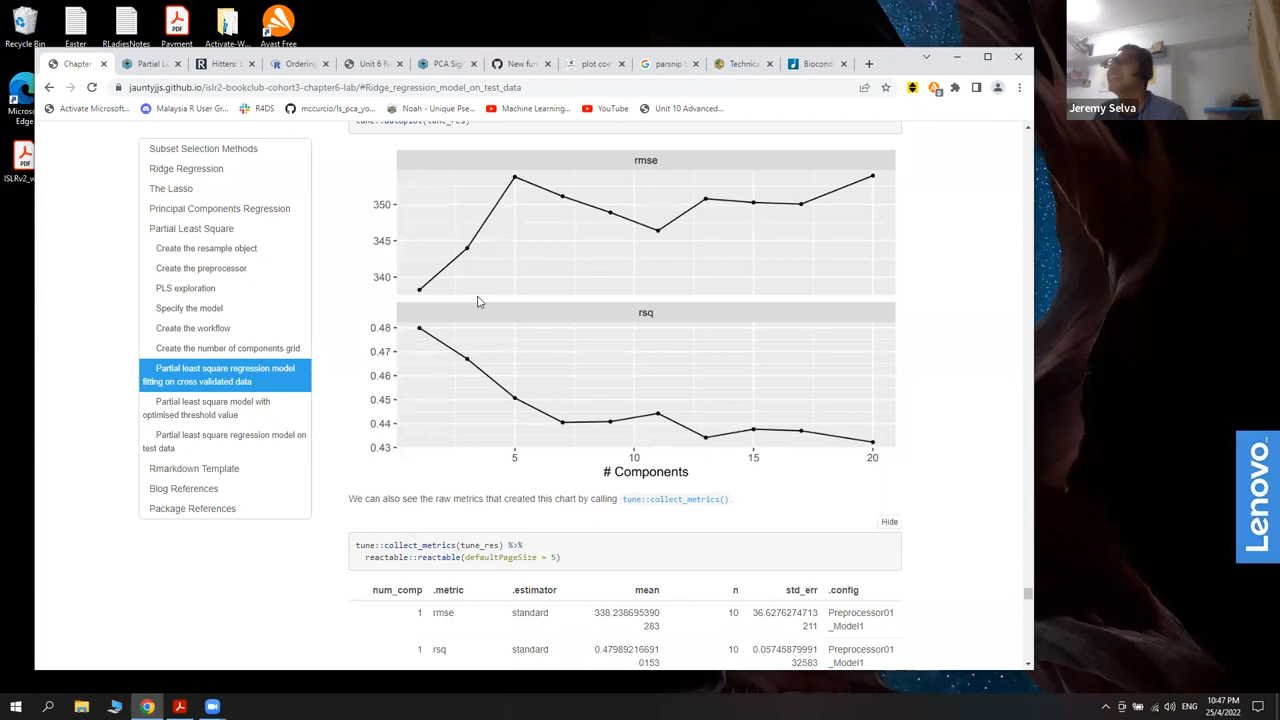 Recycle Bin
Easter
RLadiesNotes
Payment
Activate-W...
Avast Free
Chapter
Partial Le
Hitters: E
Ordering
Unit 6 Re
PCA Sig
New fun
plot coef
parsnip t
Technica
Biocond
jauntyjjs.github.io/islr-bookclub-cohort3-chapter6-lab/#Ridge_regression_model_on_test_data
Activate Microsoft...
Malaysia R User Gr...
R4DS
mccurcio/ls_pca_yo...
Noah - Unique Pse...
Machine Learning...
YouTube
Unit 10 Advanced...
Jeremy Selva
Microsoft
Edge
ISLRv2_w
Subset Selection Methods
Ridge Regression
The Lasso
Principal Components Regression
Partial Least Square
Create the resample object
Create the preprocessor
PLS exploration
Specify the model
Create the workflow
Create the number of components grid
Partial least square regression model
fitting on cross validated data
Partial least square model with
optimised threshold value
Partial least square regression model on
test data
Rmarkdown Template
Blog References
Package References
tune::autoplot(tune_res)
rmse
350
345
340
rsq
0.48
0.47
0.46
0.45
0.44
0.43
5
10
15
20
# Components
We can also see the raw metrics that created this chart by calling tune::collect_metrics() .
Hide
tune::collect_metrics(tune_res) %>%
reactable::reactable(defaultPageSize = 5)
num_comp .metric .estimator mean n std_err .config
1 rmse standard 338.238695390 10 36.6276274713 Preprocessor01
283 211 _Model1
1 rsq standard 0.47989216691 10 0.05745879991 Preprocessor01
0153 32583 _Model1
Lenovo
10:47 PM
25/4/2022